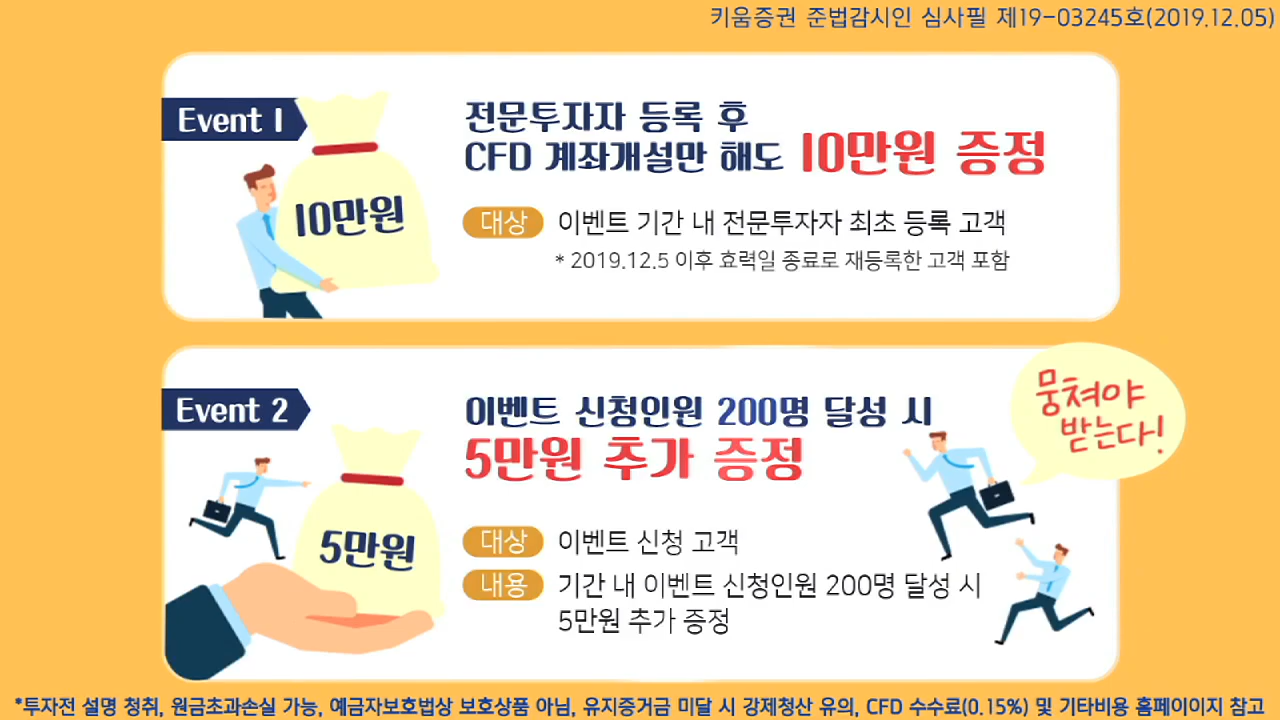 키움증권 준법감시인 심사필 제19-03245호(2019.12.05)
Event 1
10만원
전문투자자 등록 후
CFD 계좌개설만 해도 10만원 증정
대상 이벤트 기간 내 전문투자자 최초 등록 고객
* 2019.12.5 이후 효력일 종료로 재등록한 고객 포함
Event 2
5만원
이벤트 신청인원 200명 달성 시
5만원 추가 증정
뭉쳐야
받는다!
대상 이벤트 신청 고객
내용 기간 내 이벤트 신청인원 200명 달성 시
5만원 추가 증정
*투자전 설명 청취, 원금초과손실 가능, 예금자보호법상 보호상품 아님, 유지증거금 미달 시 강제청산 유의, CFD 수수료(0.15%) 및 기타비용 홈페이이지 참고